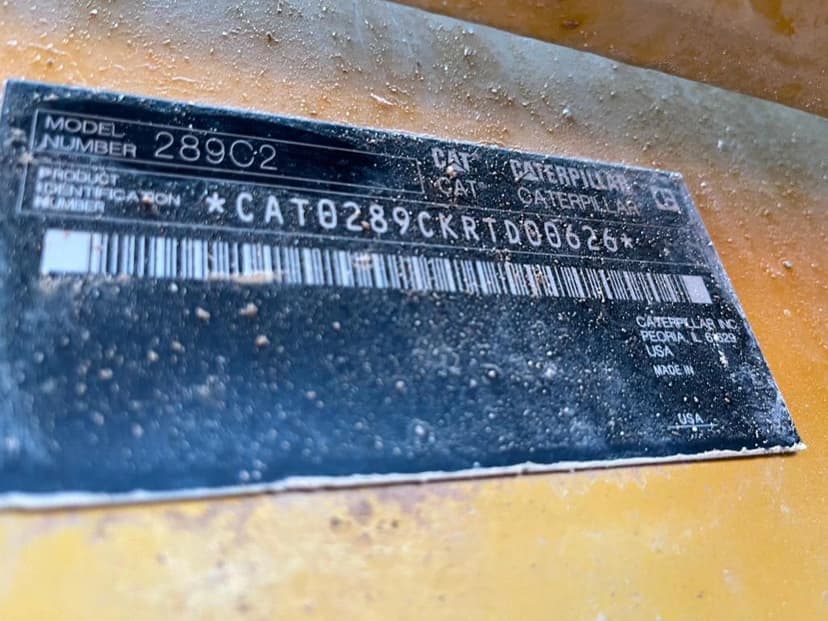 MODEL
NUMBER 289C2
CAT CATERPILLAR
CAT CATERPILLAR
PRODUCT
IDENTIFICATION
NUMBER
*CAT0289CKRTD00626*
CATERPILLAR INC.
PEORIA, IL 61629
USA
MADE IN
USA